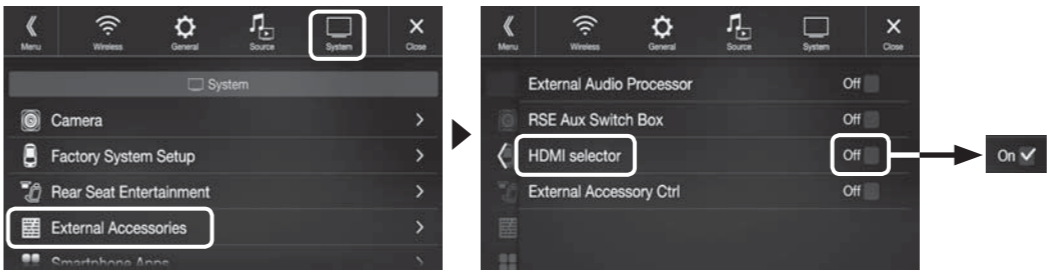 Menu Wireless General Source System Close
System
Camera
Factory System Setup
Rear Seat Entertainment
External Accessories
Smartphone Apps
Menu Wireless General Source System Close
External Audio Processor Off
RSE Aux Switch Box Off
HDMI selector Off
External Accessory Ctrl Off
On